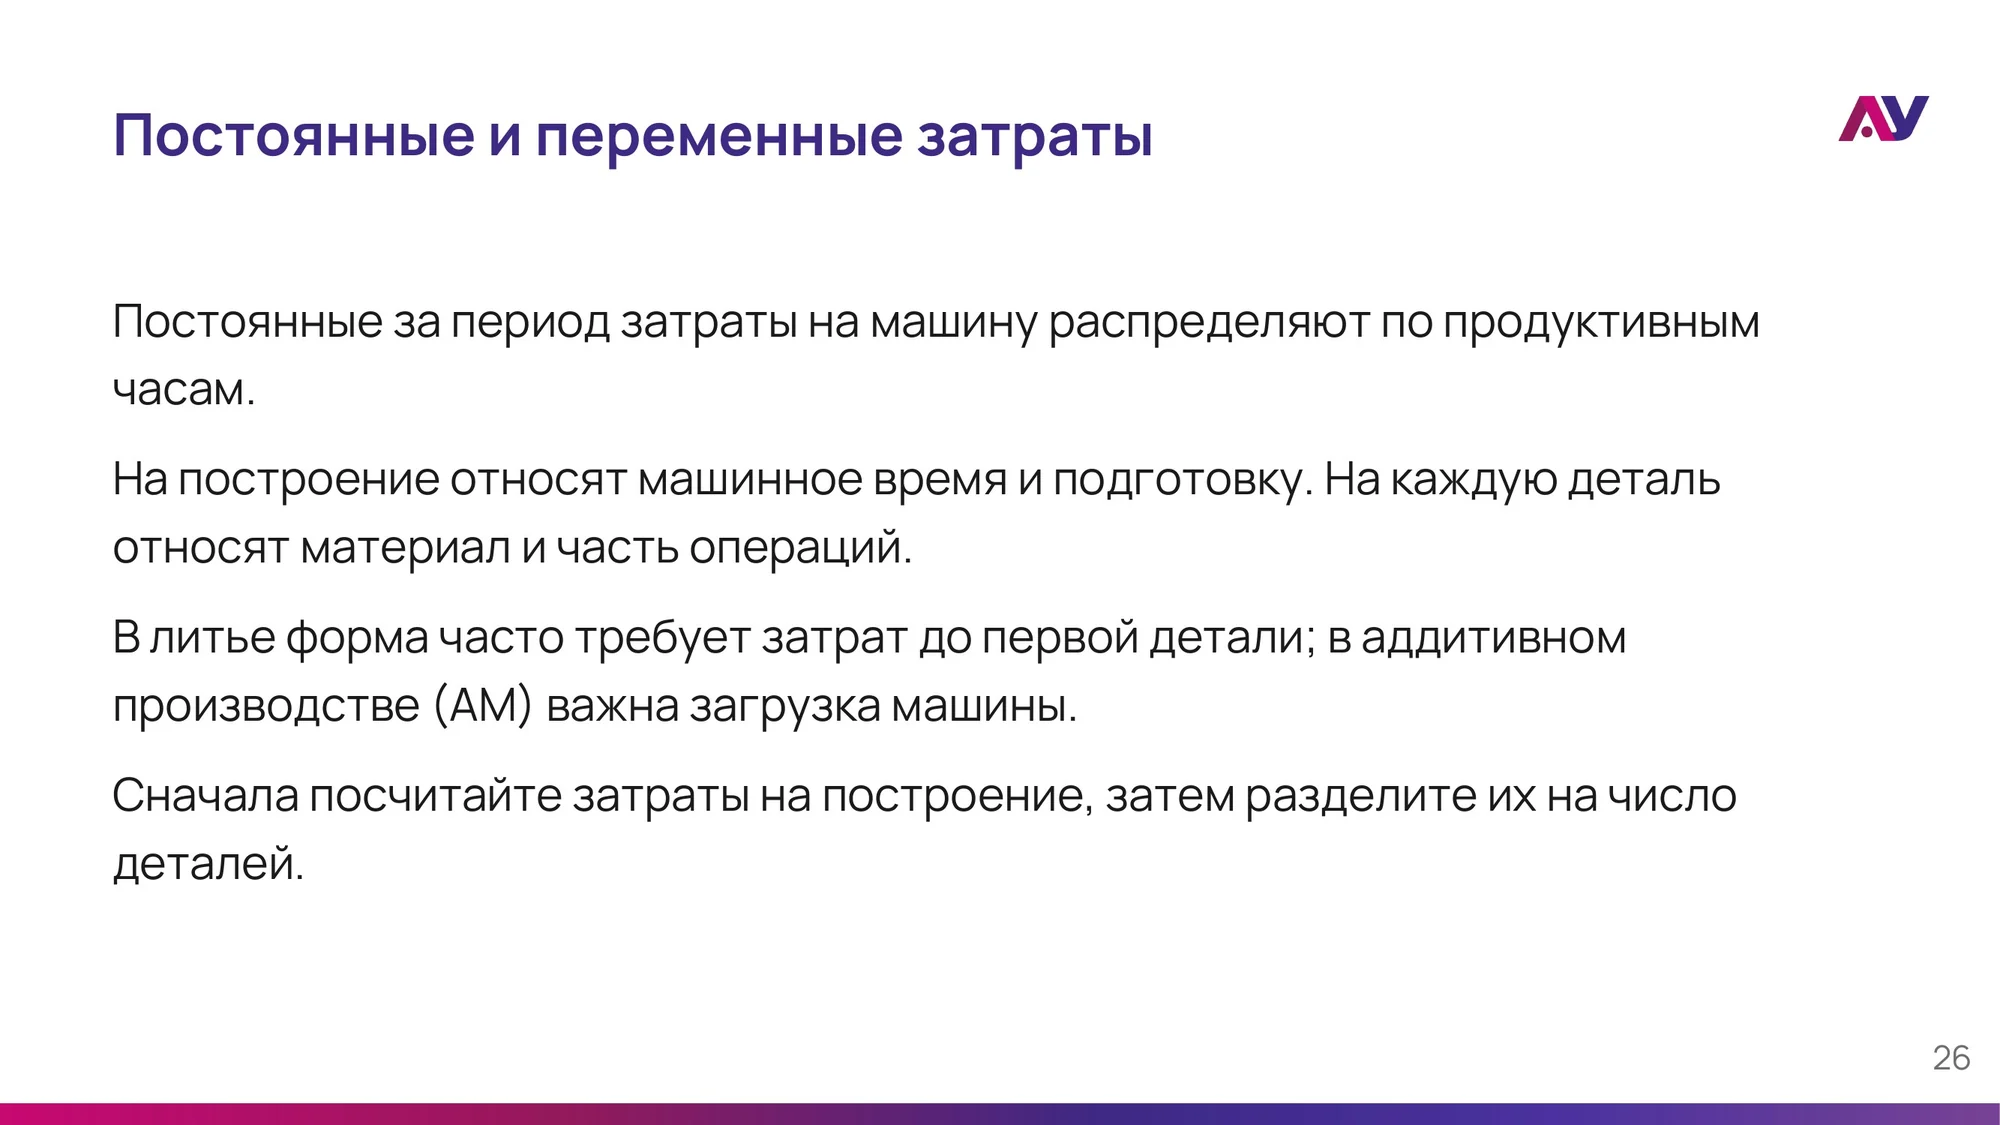 Постоянные и переменные затраты
АУ
Постоянные за период затраты на машину распределяют по продуктивным
часам.
На построение относят машинное время и подготовку. На каждую деталь
относят материал и часть операций.
В литье форма часто требует затрат до первой детали; в аддитивном
производстве (АМ) важна загрузка машины.
Сначала посчитайте затраты на построение, затем разделите их на число
деталей.
26